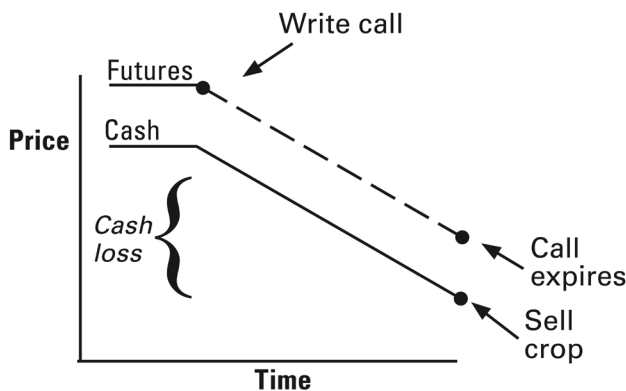 Write call
Futures
Cash
Price
Cash
loss
Call
expires
Sell
crop
Time